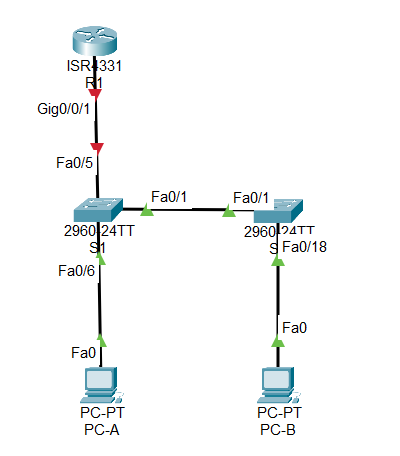 ISR4331
R1
Gig0/0/1
Fa0/5
Fa0/1
Fa0/1
2960-24TT
S1
2960-24TT
S
Fa0/18
Fa0/6
Fa0
Fa0
PC-PT
PC-A
PC-PT
PC-B